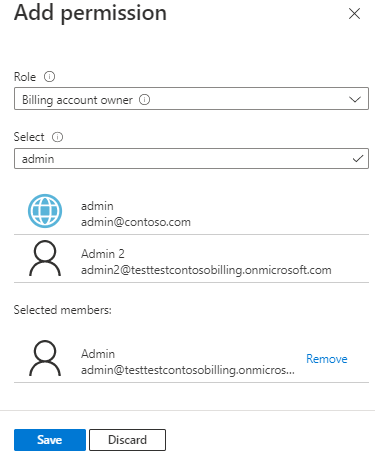 Add permission
Role
Billing account owner
Select
admin
admin
admin@contoso.com
Admin 2
admin2@testtestcontosobilling.onmicrosoft.com
Selected members:
Admin
Remove
admin@testtestcontosobilling.onmicros...
Save
Discard